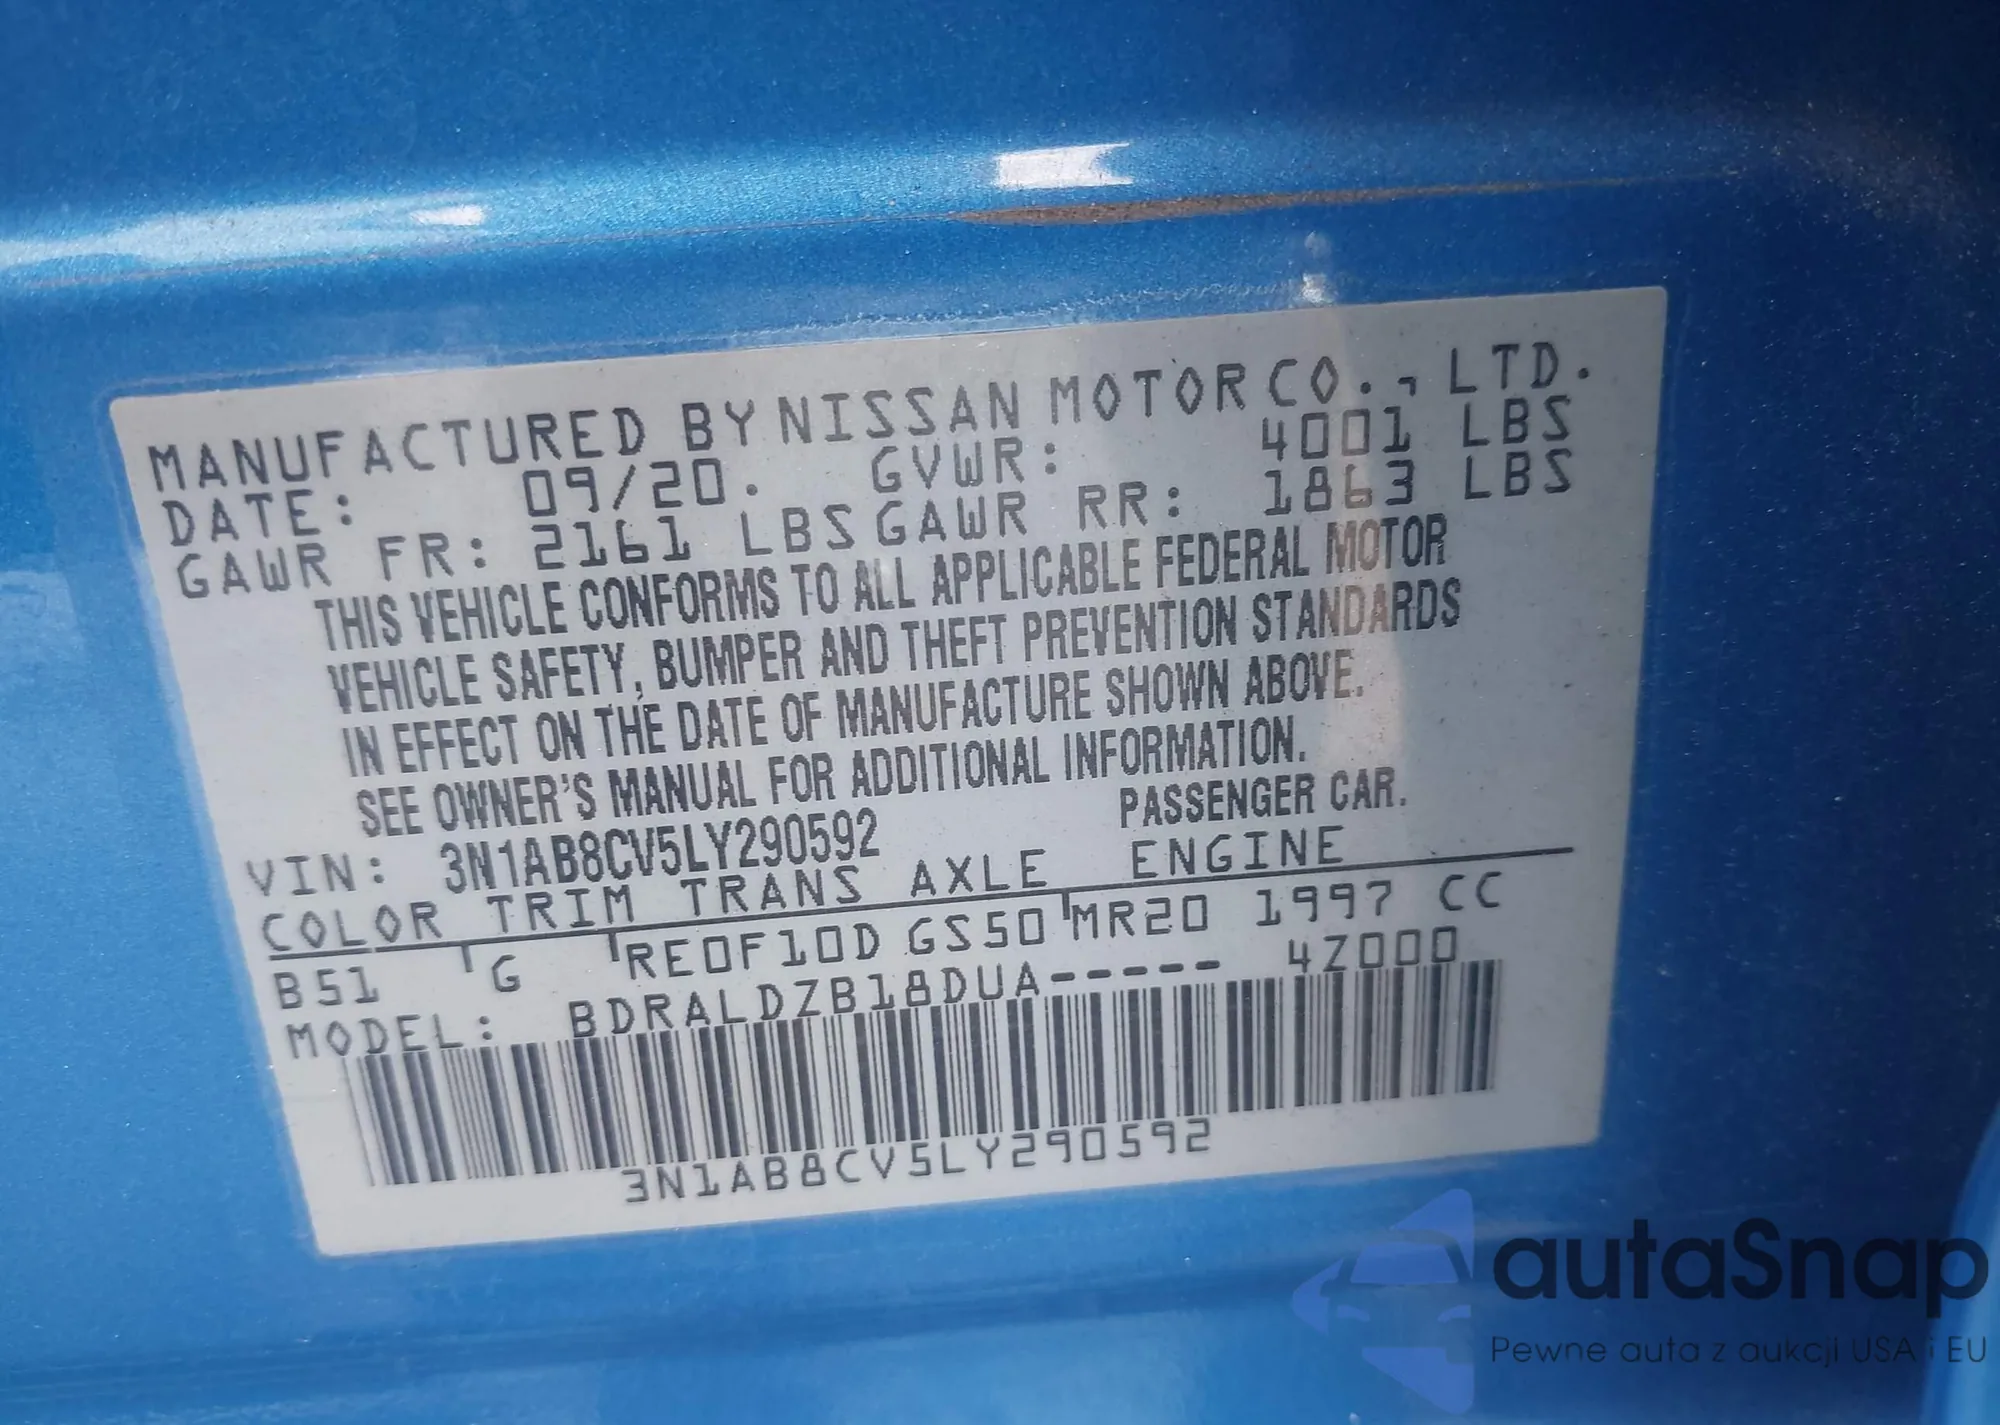 MANUFACTURED BY NISSAN MOTOR CO., LTD.
DATE: 09/20. GVWR: 4001 LBS
GAWR FR: 2161 LBS GAWR RR: 1863 LBS
THIS VEHICLE CONFORMS TO ALL APPLICABLE FEDERAL MOTOR
VEHICLE SAFETY, BUMPER AND THEFT PREVENTION STANDARDS
IN EFFECT ON THE DATE OF MANUFACTURE SHOWN ABOVE.
SEE OWNER'S MANUAL FOR ADDITIONAL INFORMATION.
VIN: 3N1AB8CV5LY290592 PASSENGER CAR.
COLOR TRIM TRANS AXLE ENGINE
B51 G RE0F10D GS50 MR20 1997 CC
MODEL: BDRALDZB18DUA----- 4Z000
3N1AB8CV5LY290592
autaSnap
Pewne auta z aukcji USA i EU